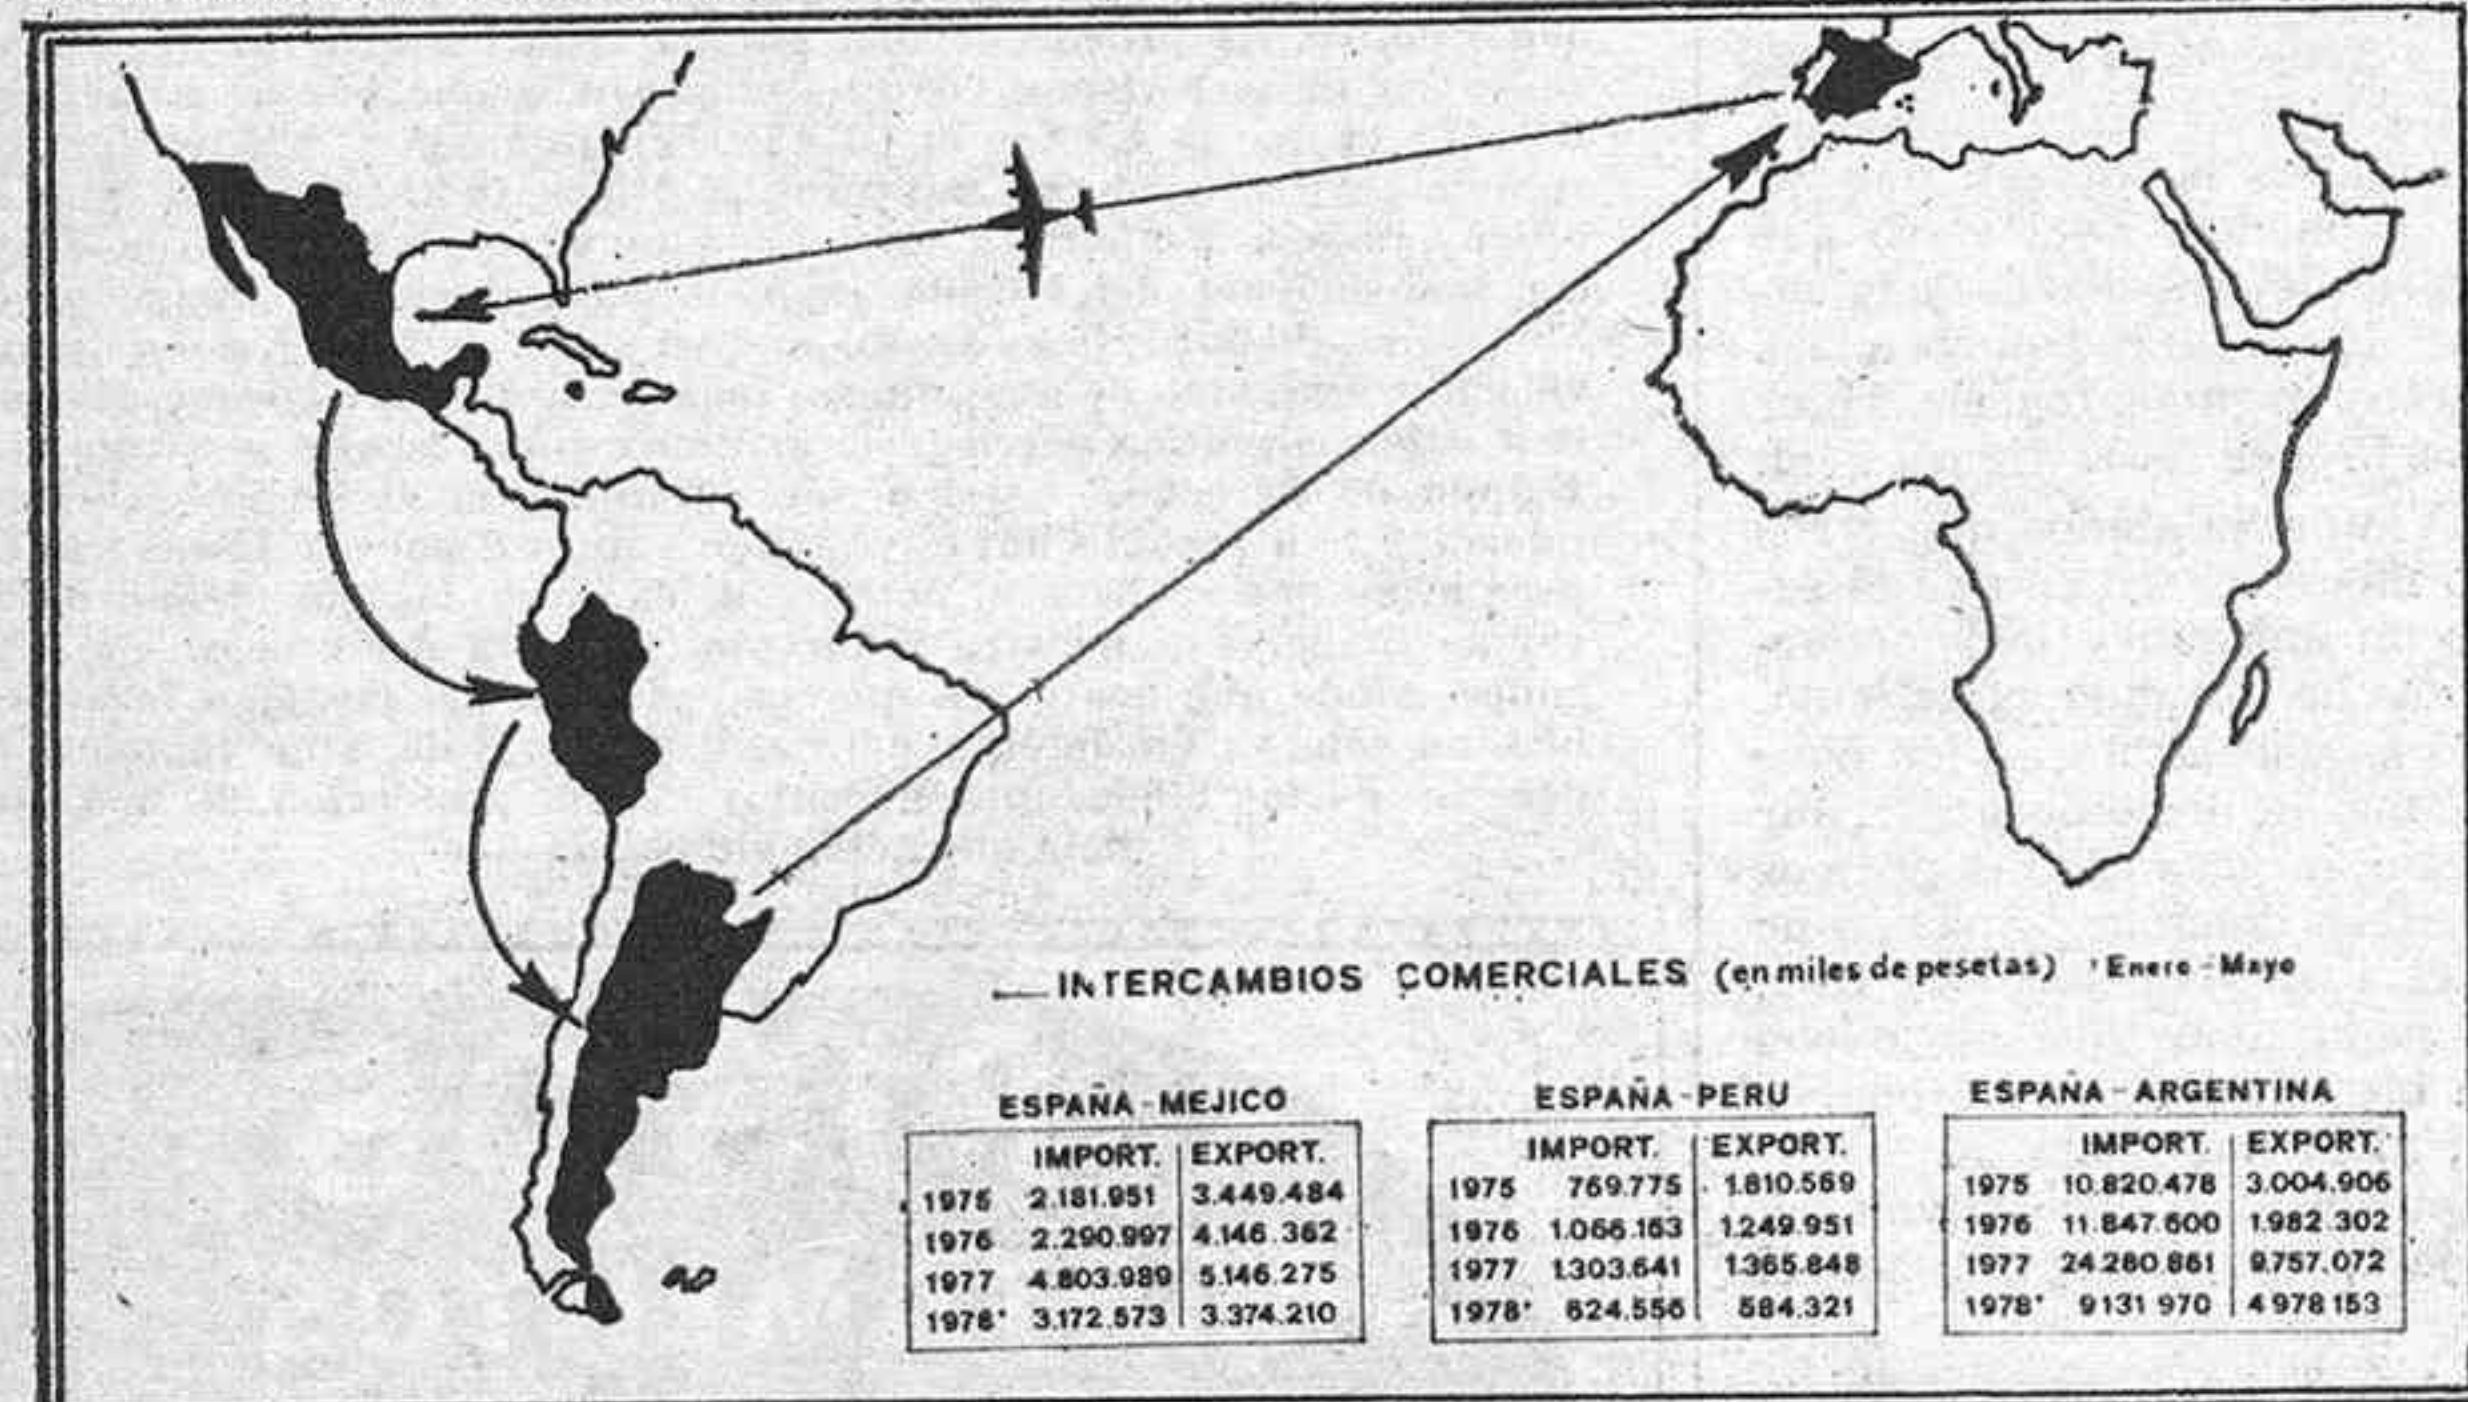 INTERCAMBIOS COMERCIALES (en miles de pesetas) * Enero - Mayo
ESPAÑA - MEJICO
IMPORT. EXPORT.
1975 2.181.951 3.449.484
1976 2.290.997 4.146.362
1977 4.803.989 5.146.275
1978* 3.172.573 3.374.210
ESPAÑA - PERU
IMPORT. EXPORT.
1975 769.775 1.810.569
1976 1.066.163 1.249.951
1977 1.303.641 1.365.848
1978* 624.556 584.321
ESPAÑA - ARGENTINA
IMPORT. EXPORT.
1975 10.820.478 3.004.906
1976 11.847.600 1.982.302
1977 24.280.861 9.757.072
1978* 9131 970 4 978 153